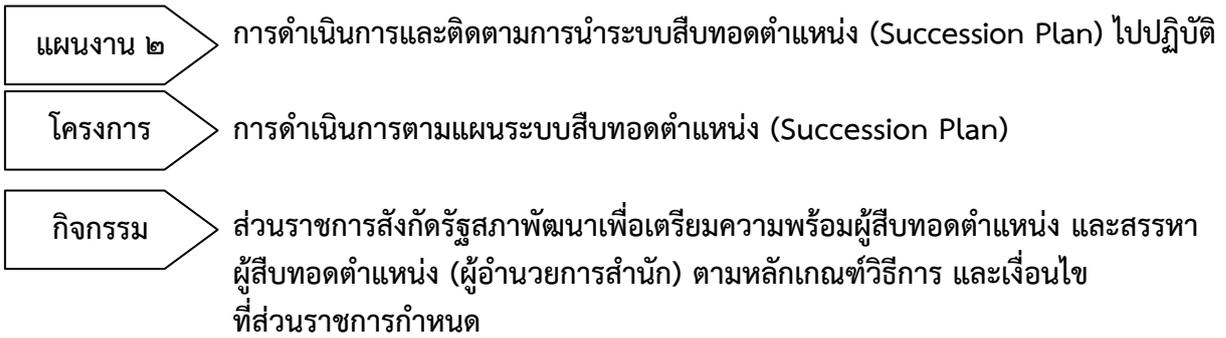 แผนงาน ๒
การดำเนินการและติดตามการนำระบบสืบทอดตำแหน่ง (Succession Plan) ไปปฏิบัติ
โครงการ
การดำเนินการตามแผนระบบสืบทอดตำแหน่ง (Succession Plan)
กิจกรรม
ส่วนราชการสังกัดรัฐสภาพัฒนาเพื่อเตรียมความพร้อมผู้สืบทอดตำแหน่ง และสรรหา
ผู้สืบทอดตำแหน่ง (ผู้อำนวยการสำนัก) ตามหลักเกณฑ์วิธีการ และเงื่อนไข
ที่ส่วนราชการกำหนด